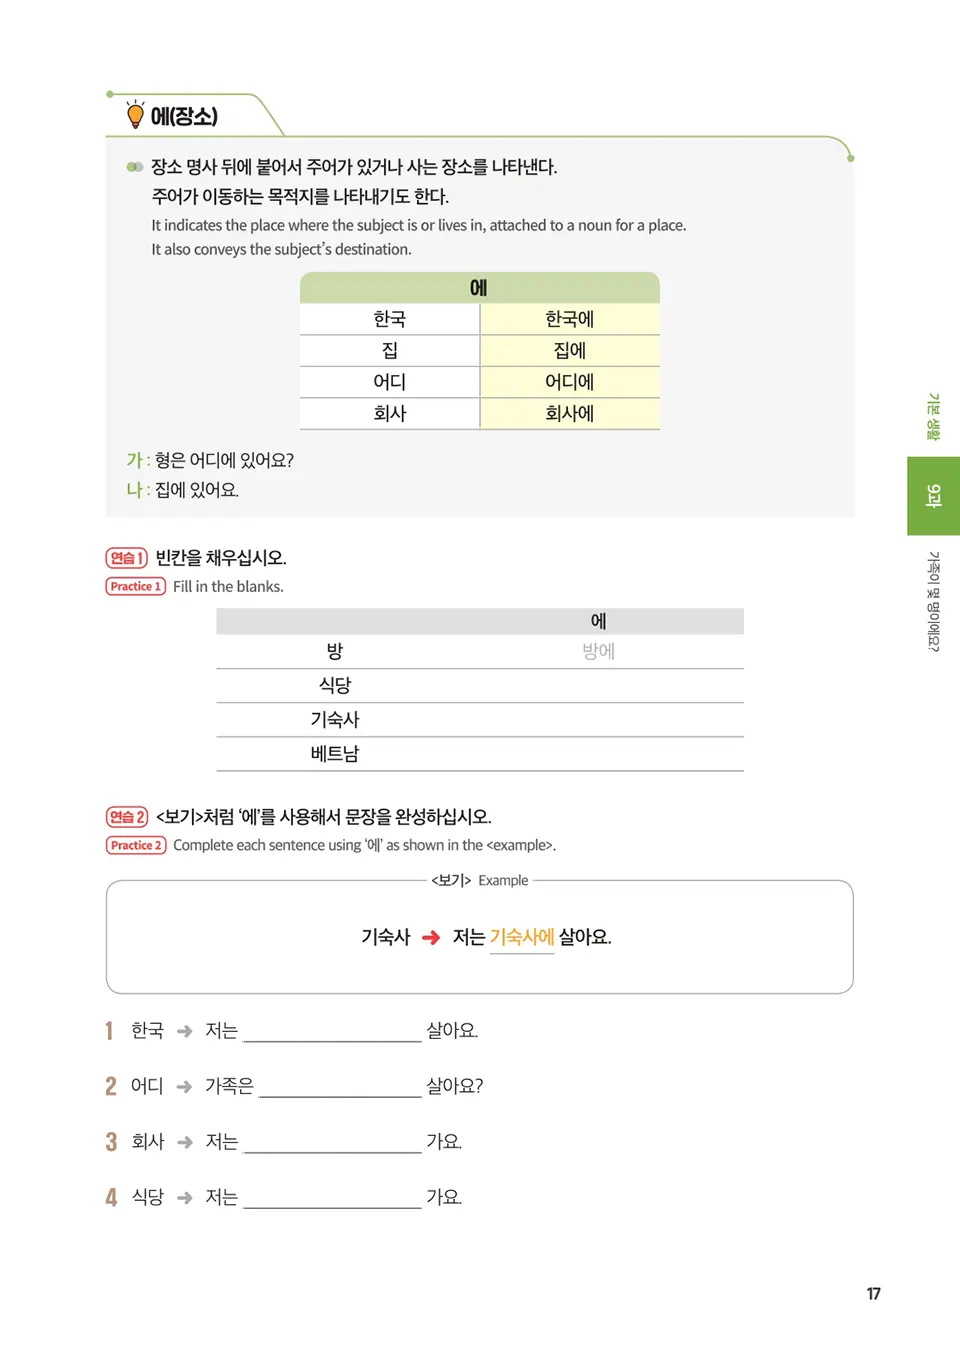 에(장소)
장소 명사 뒤에 붙어서 주어가 있거나 사는 장소를 나타낸다.
주어가 이동하는 목적지를 나타내기도 한다.
It indicates the place where the subject is or lives in, attached to a noun for a place.
It also conveys the subject's destination.
에
한국 한국에
집 집에
어디 어디에
회사 회사에
가 : 형은 어디에 있어요?
나 : 집에 있어요.
연습 1 빈칸을 채우십시오.
Practice 1 Fill in the blanks.
에
방 방에
식당
기숙사
베트남
연습 2 <보기>처럼 '에'를 사용해서 문장을 완성하십시오.
Practice 2 Complete each sentence using '에' as shown in the <example>.
<보기> Example
기숙사 ➜ 저는 기숙사에 살아요.
1 한국 ➜ 저는 ____________ 살아요.
2 어디 ➜ 가족은 ____________ 살아요?
3 회사 ➜ 저는 ____________ 가요.
4 식당 ➜ 저는 ____________ 가요.
기본 생활
9과
가족이 몇 명이에요?
17